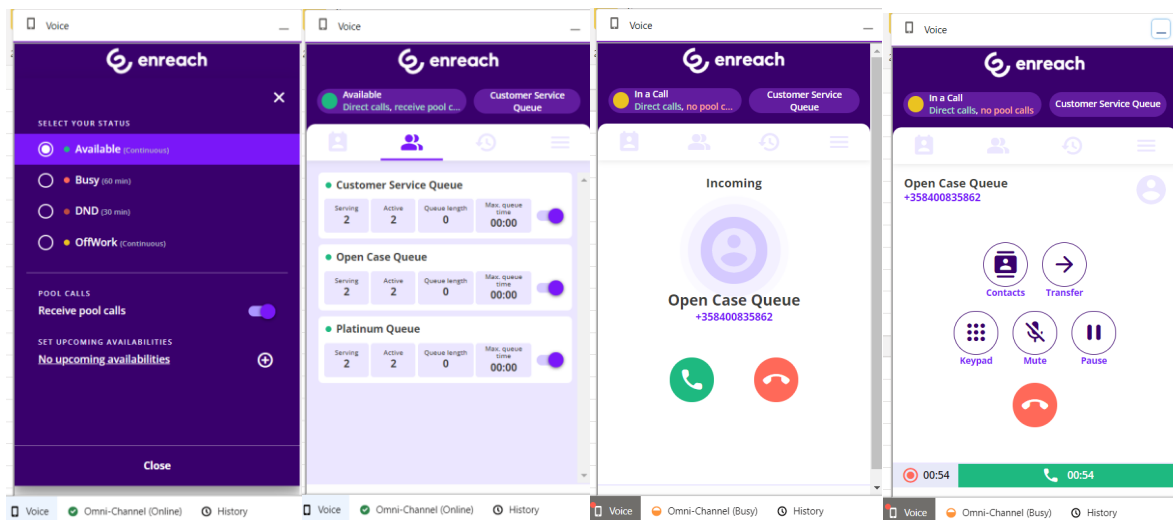 Voice
enreach
SELECT YOUR STATUS
Available (Continuous)
Busy (60 min)
DND (30 min)
OffWork (Continuous)
POOL CALLS
Receive pool calls
SET UPCOMING AVAILABILITIES
No upcoming availabilities
Close
Voice Omni-Channel (Online) History
Voice
enreach
Available
Direct calls, receive pool c...
Customer Service
Queue
Customer Service Queue
Serving Active Queue length Max. queue
time
2 2 0 00:00
Open Case Queue
Serving Active Queue length Max. queue
time
2 2 0 00:00
Platinum Queue
Serving Active Queue length Max. queue
time
2 2 0 00:00
Voice Omni-Channel (Online) History
Voice
enreach
In a Call
Direct calls, no pool c...
Customer Service
Queue
Incoming
Open Case Queue
+358400835862
Voice Omni-Channel (Busy) History
Voice
enreach
In a Call
Direct calls, no pool calls
Customer Service Queue
Open Case Queue
+358400835862
Contacts Transfer
Keypad Mute Pause
00:54 00:54
Voice Omni-Channel (Busy) History